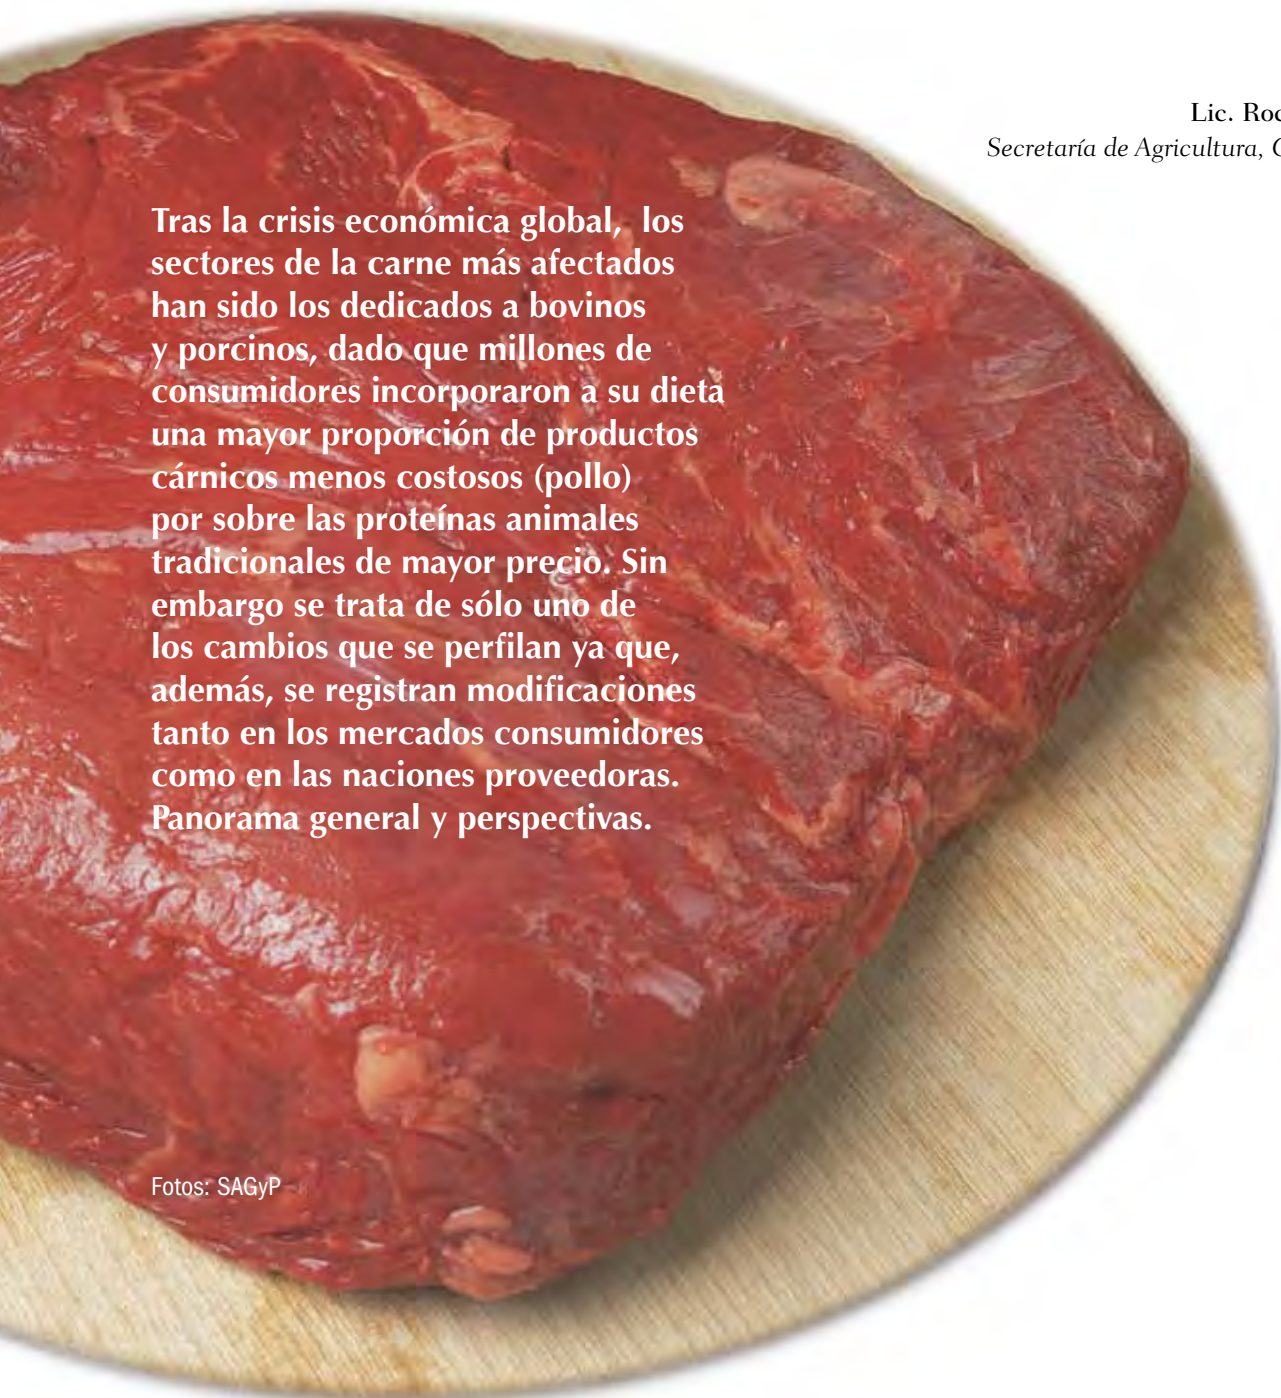 Lic. Roc
Secretaría de Agricultura, G
Tras la crisis económica global, los
sectores de la carne más afectados
han sido los dedicados a bovinos
y porcinos, dado que millones de
consumidores incorporaron a su dieta
una mayor proporción de productos
cárnicos menos costosos (pollo)
por sobre las proteínas animales
tradicionales de mayor precio. Sin
embargo se trata de sólo uno de
los cambios que se perfilan ya que,
además, se registran modificaciones
tanto en los mercados consumidores
como en las naciones proveedoras.
Panorama general y perspectivas.
Fotos: SAGyP